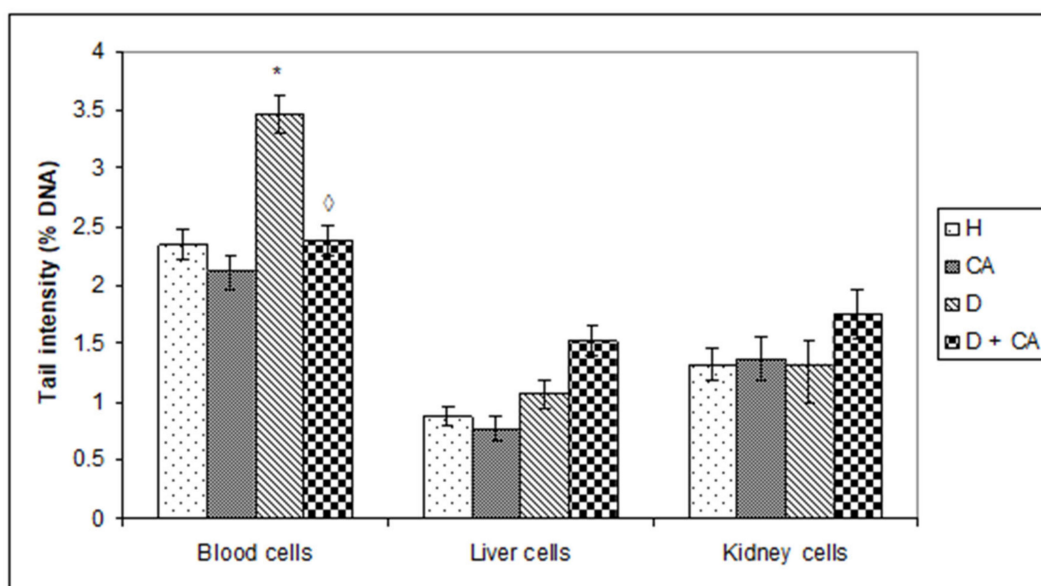 Tail intensity (% DNA)
4
3.5
3
2.5
2
1.5
1
0.5
0
*
◊
Blood cells
Liver cells
Kidney cells
H
CA
D
D + CA